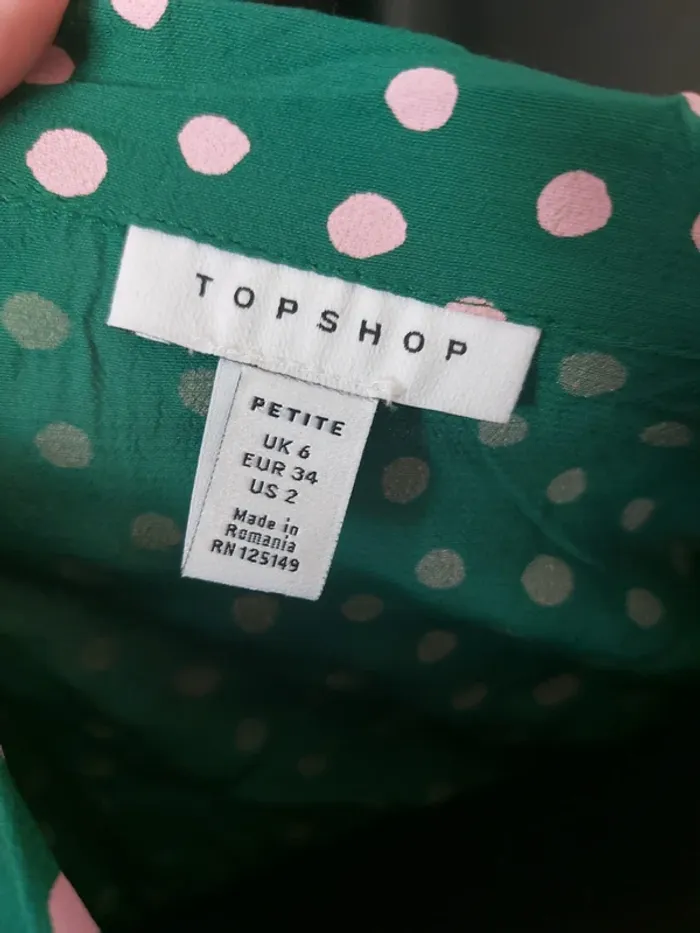 TOPSHOP
PETITE
UK 6
EUR 34
US 2
Made in
Romania
RN 125149